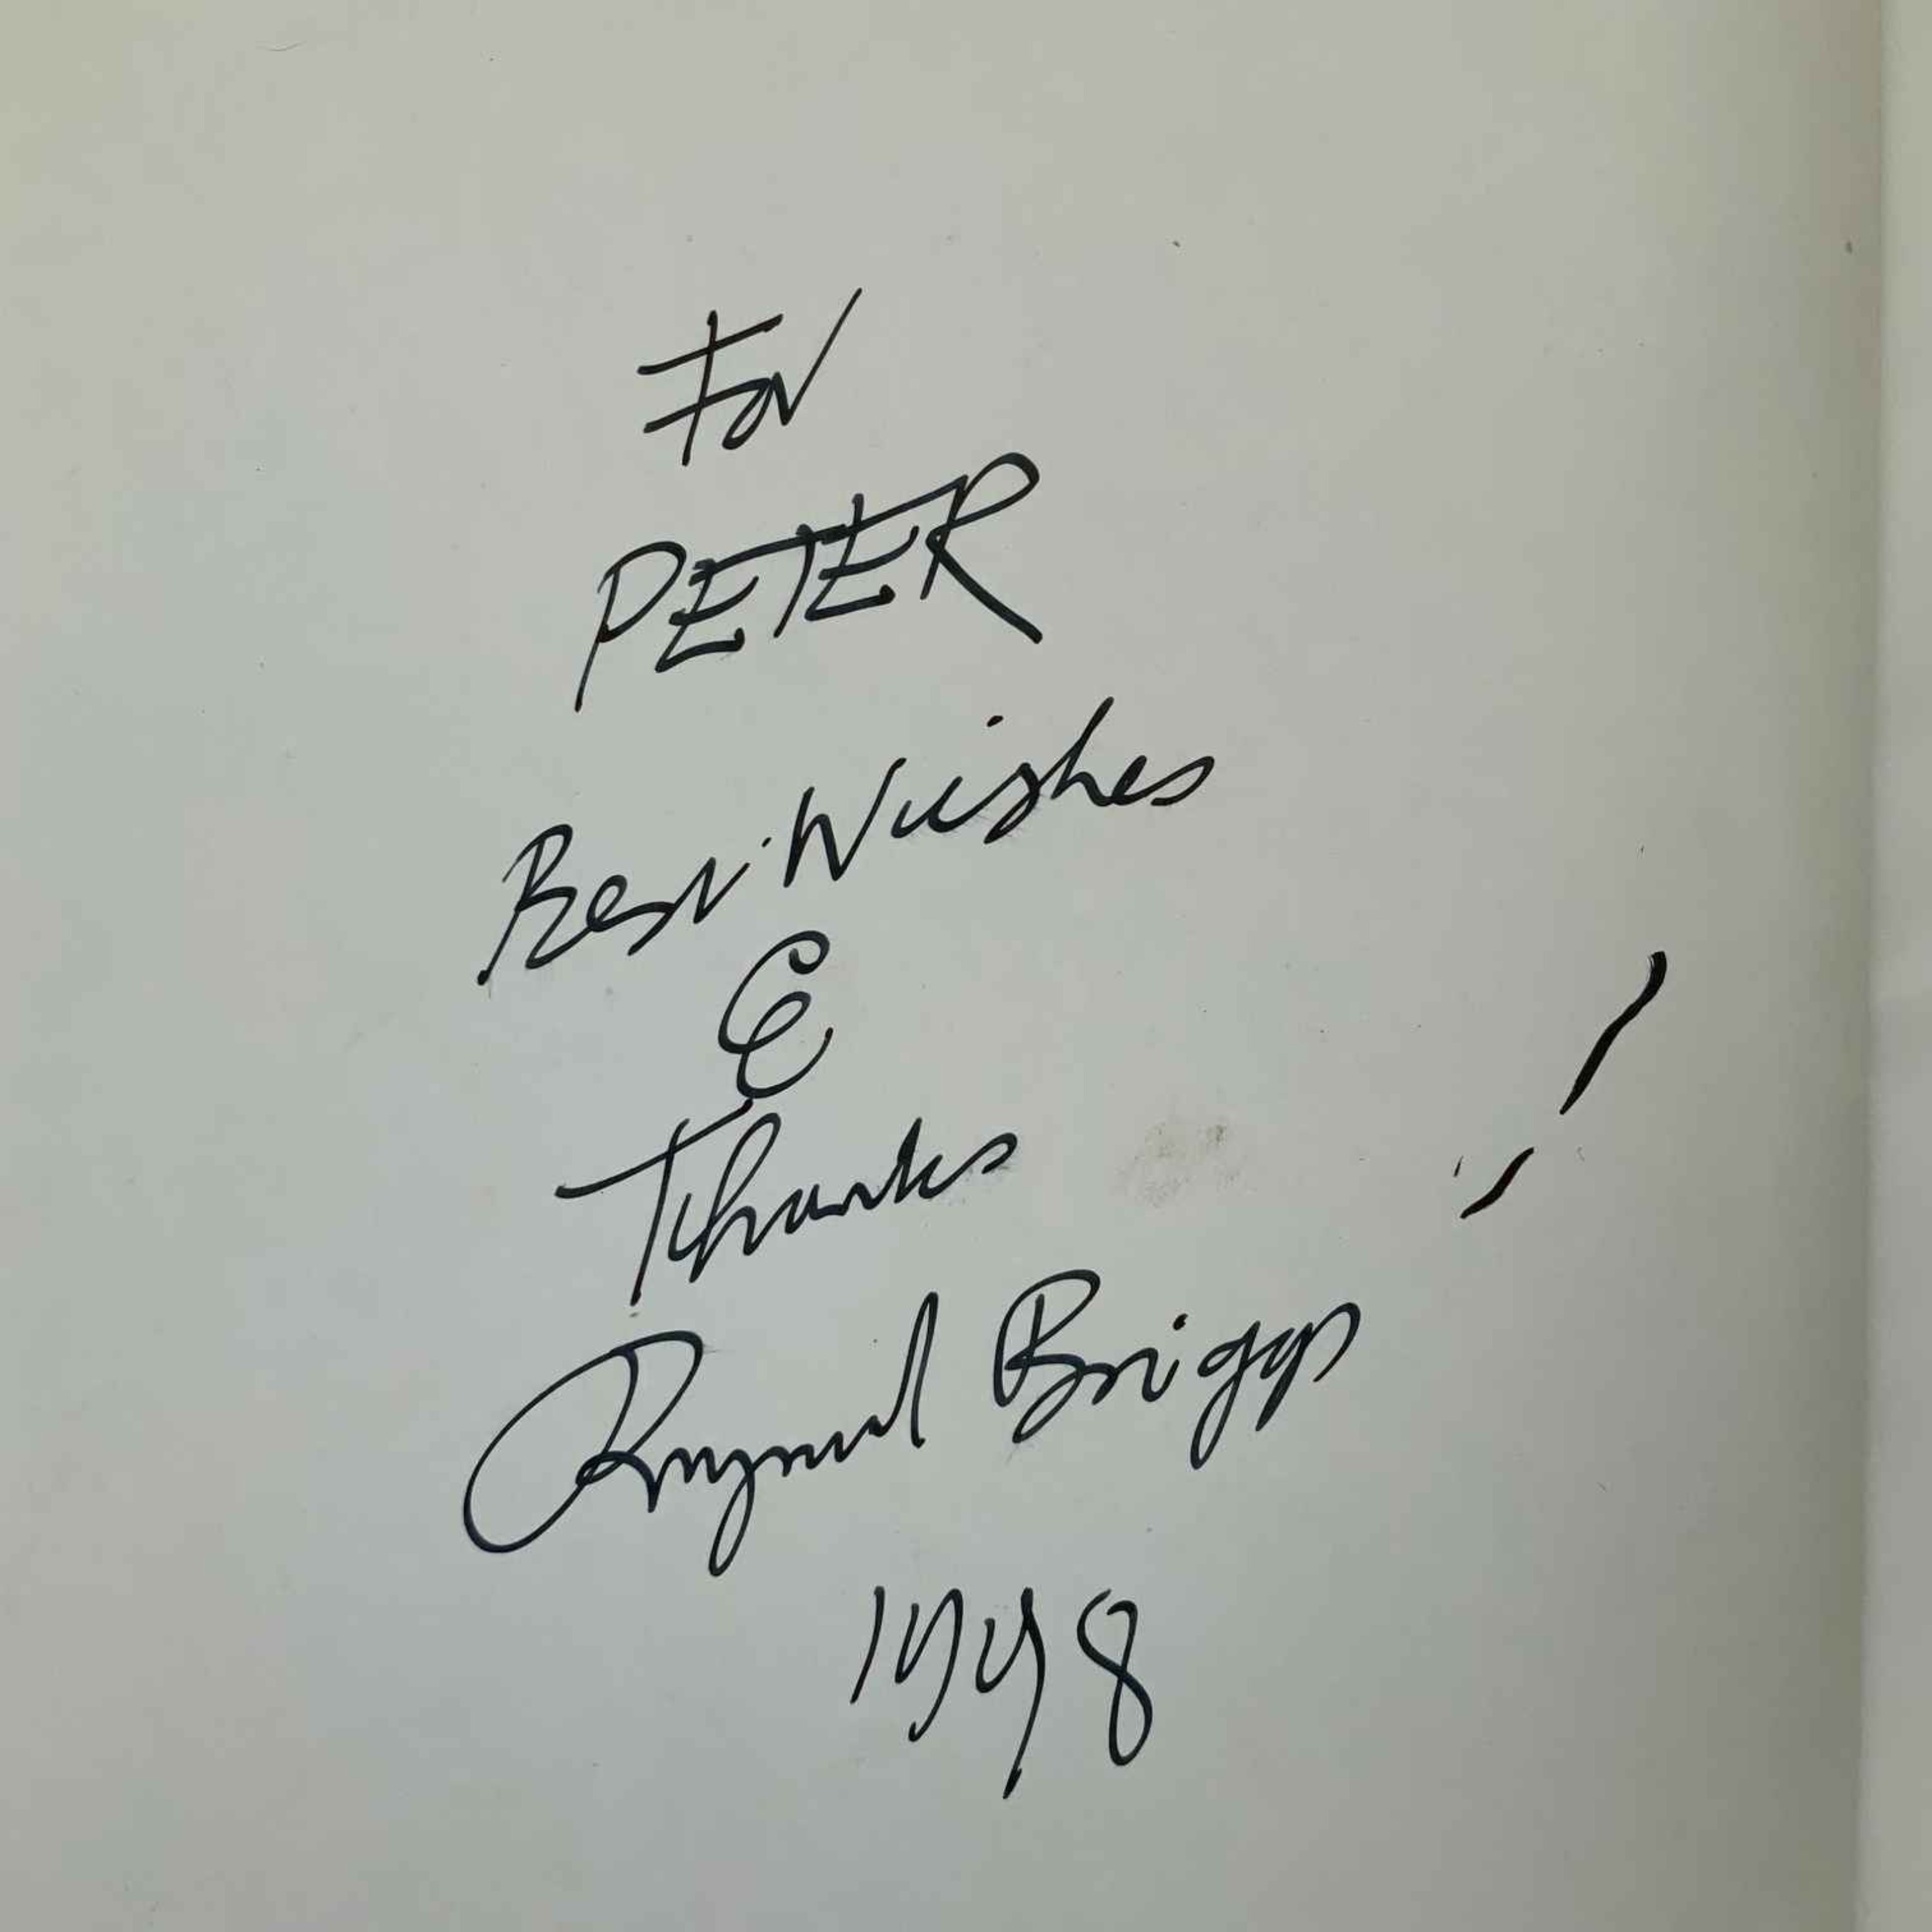 For
PETER
Best Wishes
&
Thanks !
Raymond Briggs
1998